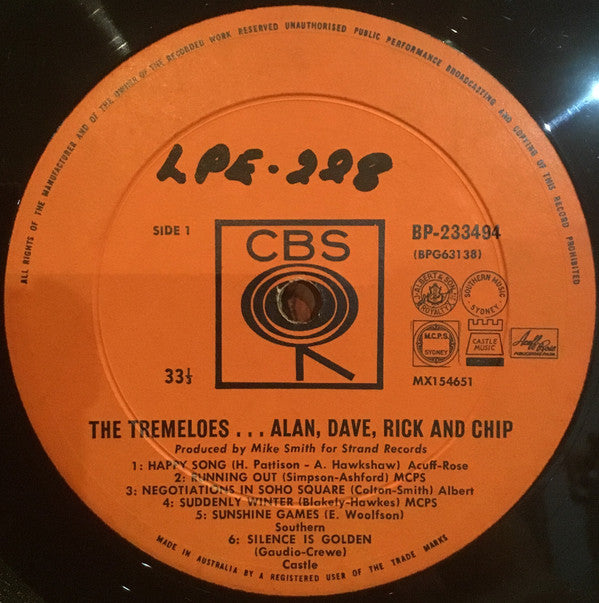 ALL RIGHTS OF THE MANUFACTURER AND OF THE OWNER OF THE RECORDED WORK RESERVED UNAUTHORISED PUBLIC PERFORMANCE BROADCASTING AND COPYING OF THIS RECORD PROHIBITED
LPE-228
SIDE 1
CBS
BP-233494
(BPG63138)
J. ALBERT & SON
ROYALTY
SOUTHERN MUSIC
SYDNEY
M.C.P.S.
SYDNEY
CASTLE
MUSIC
Acuff-Rose
33⅓
MX154651
THE TREMELOES . . . ALAN, DAVE, RICK AND CHIP
Produced by Mike Smith for Strand Records
1: HAPPY SONG (H. Pattison - A. Hawkshaw) Acuff-Rose
2: RUNNING OUT (Simpson-Ashford) MCPS
3: NEGOTIATIONS IN SOHO SQUARE (Colton-Smith) Albert
4: SUDDENLY WINTER (Blakely-Hawkes) MCPS
5: SUNSHINE GAMES (E. Woolfson)
Southern
6: SILENCE IS GOLDEN
(Gaudio-Crewe)
Castle
MADE IN AUSTRALIA BY A REGISTERED USER OF THE TRADE MARKS